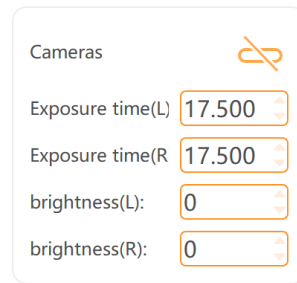 Cameras
Exposure time(L) 17.500
Exposure time(R 17.500
brightness(L): 0
brightness(R): 0